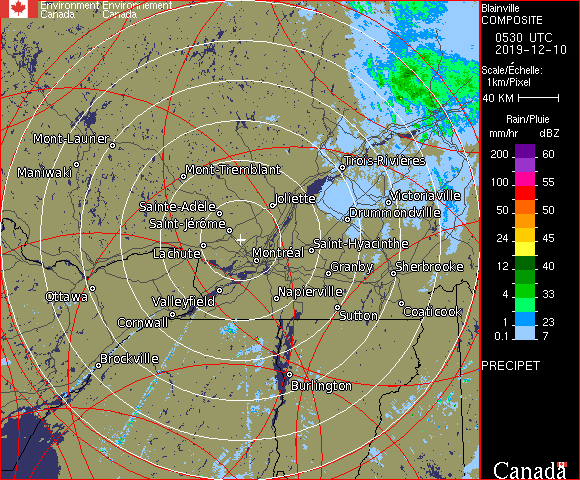 Environment Environnement
Canada Canada
Blainville
COMPOSITE
0530 UTC
2019-12-10
Scale/Échelle:
1km/Pixel
40 KM
Rain/Pluie
mm/hr dBZ
200 60
100 55
50 50
24 45
12 40
4 33
1 23
0.1 7
PRECIPET
Canada
Mont-Laurier
Maniwaki
Mont-Tremblant
Trois-Rivières
Sainte-Adèle
Joliette
Victoriaville
Saint-Jérôme
Drummondville
Lachute
Montréal
Saint-Hyacinthe
Granby
Sherbrooke
Ottawa
Valleyfield
Napierville
Cornwall
Sutton
Coaticook
Brockville
Burlington